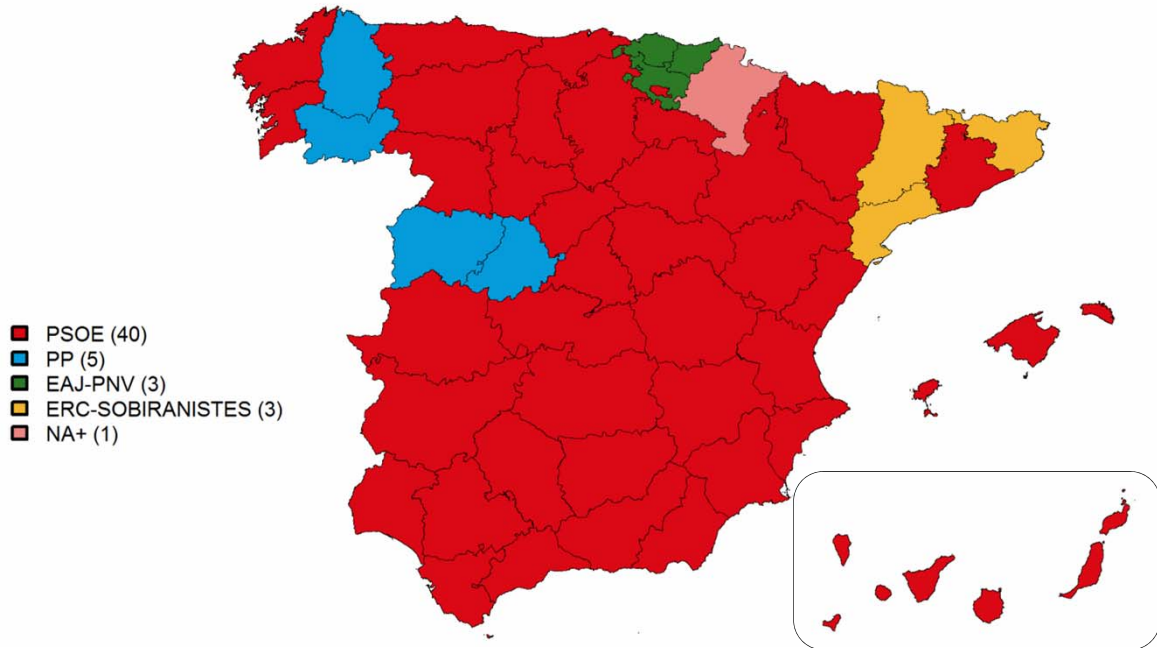 PSOE (40)
PP (5)
EAJ-PNV (3)
ERC-SOBIRANISTES (3)
NA+ (1)